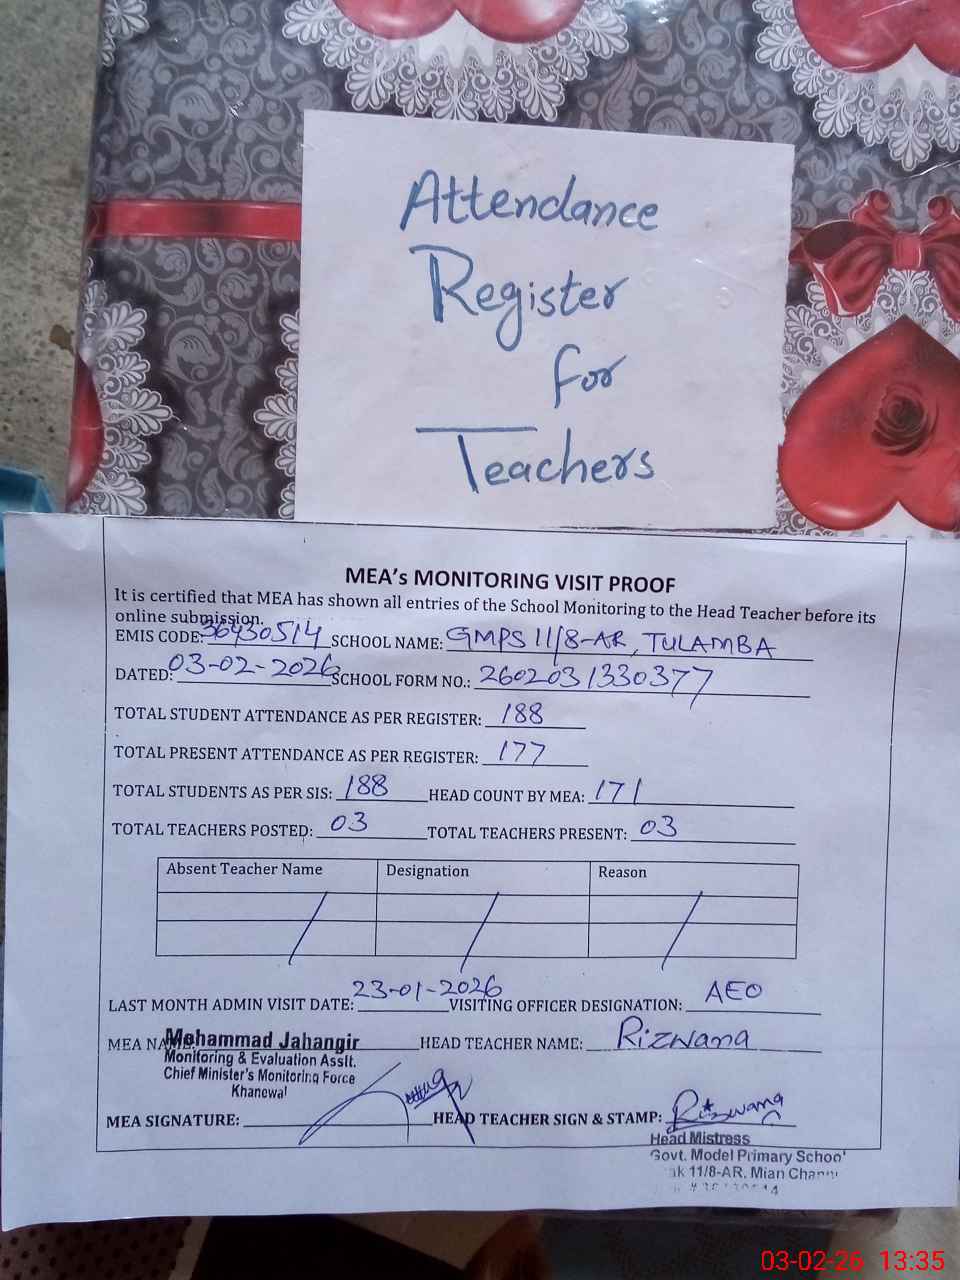 Attendance
Register
for
Teachers
MEA's MONITORING VISIT PROOF
It is certified that MEA has shown all entries of the School Monitoring to the Head Teacher before its
online submission.
EMIS CODE: 36430514 SCHOOL NAME: GMPS 11/8-AR, TULAMBA
DATED: 03-02-2026 SCHOOL FORM NO.: 2602031330377
TOTAL STUDENT ATTENDANCE AS PER REGISTER: 188
TOTAL PRESENT ATTENDANCE AS PER REGISTER: 177
TOTAL STUDENTS AS PER SIS: 188 HEAD COUNT BY MEA: 171
TOTAL TEACHERS POSTED: 03 TOTAL TEACHERS PRESENT: 03
Absent Teacher Name Designation Reason
LAST MONTH ADMIN VISIT DATE: 23-01-2026 VISITING OFFICER DESIGNATION: AEO
MEA NAME: Mohammad Jahangir HEAD TEACHER NAME: Rizwana
Monitoring & Evaluation Asstt.
Chief Minister's Monitoring Force
Khanewal
MEA SIGNATURE: HEAD TEACHER SIGN & STAMP: Rizwana
Head Mistress
Govt. Model Primary School
11/8-AR, Mian Channu
03-02-26 13:35